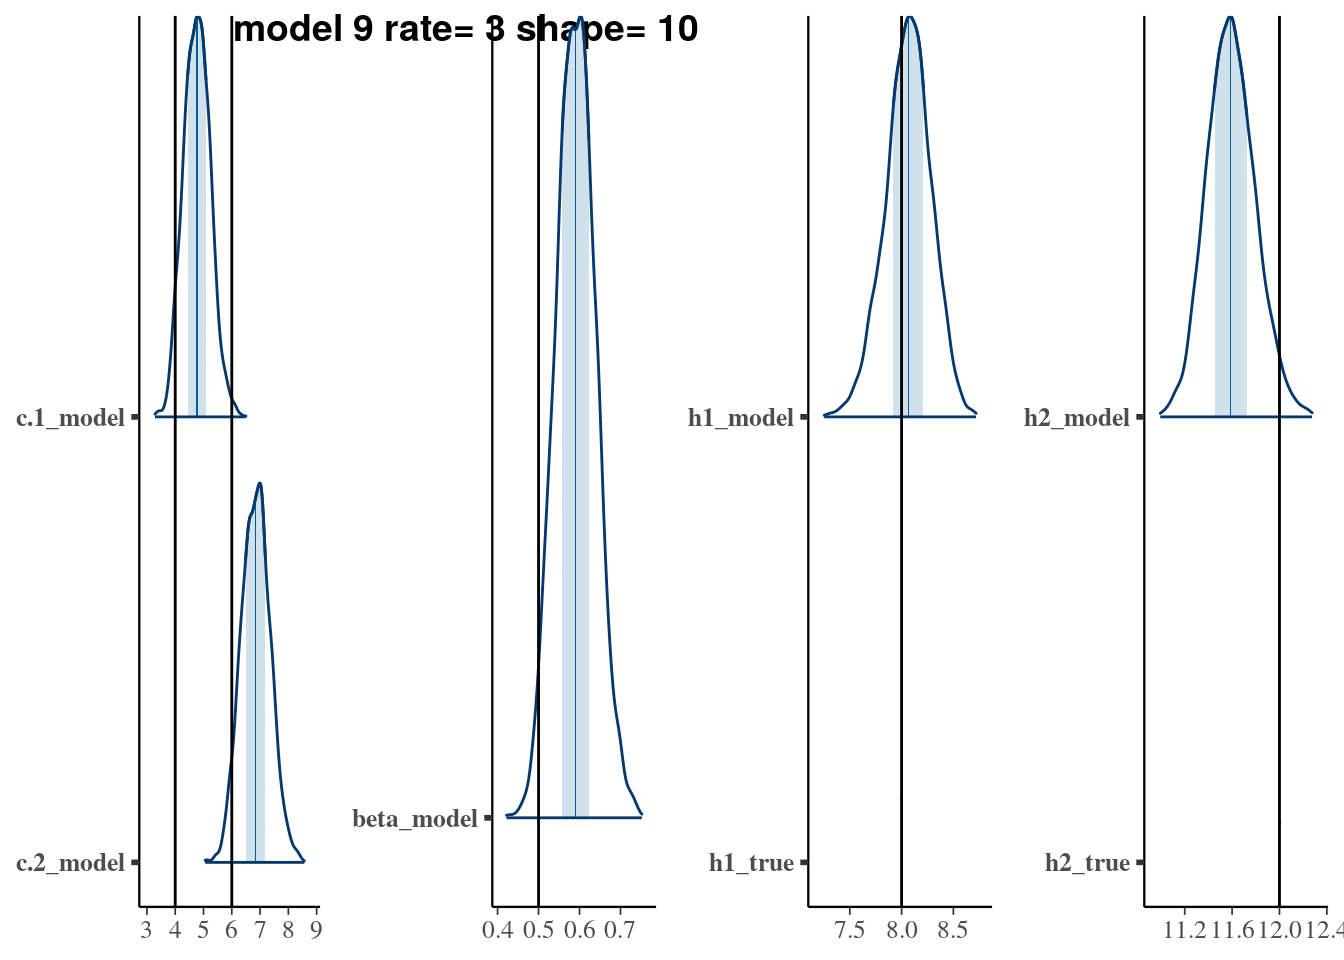 model 9 rate= 3 shape= 10
c.1_model
c.2_model
3 4 5 6 7 8 9
beta_model
0.4 0.5 0.6 0.7
h1_model
h1_true
7.5 8.0 8.5
h2_model
h2_true
11.2 11.6 12.0 12.4